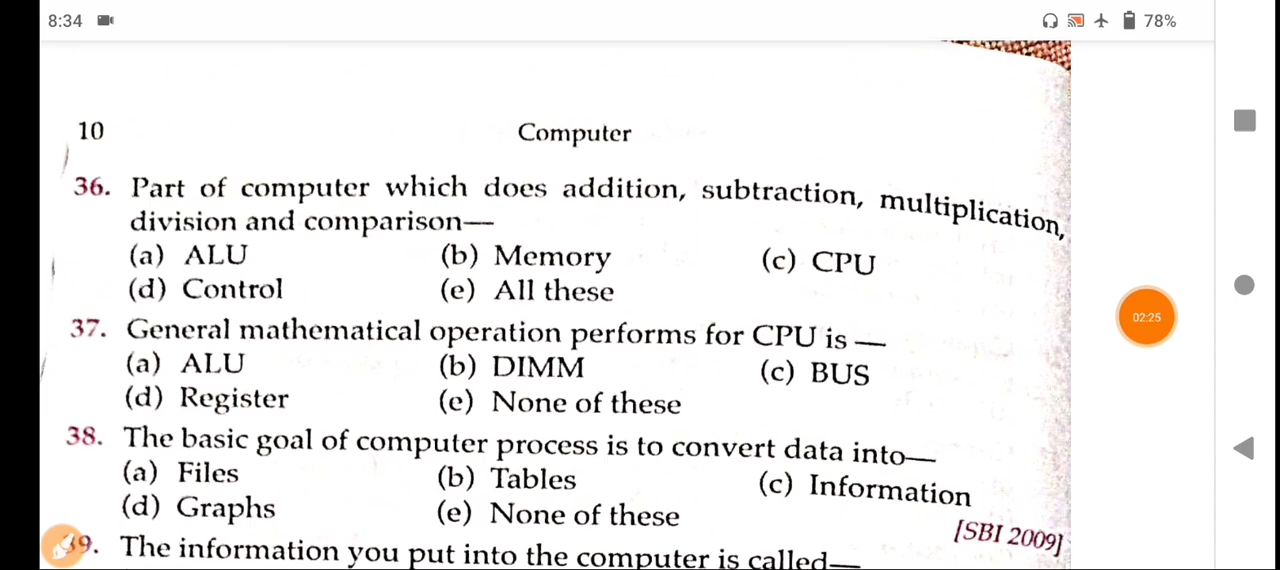 8:34 78%
10 Computer
36. Part of computer which does addition, subtraction, multiplication,
division and comparison—
(a) ALU (b) Memory (c) CPU
(d) Control (e) All these
37. General mathematical operation performs for CPU is —
(a) ALU (b) DIMM (c) BUS
(d) Register (e) None of these
38. The basic goal of computer process is to convert data into—
(a) Files (b) Tables (c) Information
(d) Graphs (e) None of these
[SBI 2009]
39. The information you put into the computer is called—
02:25